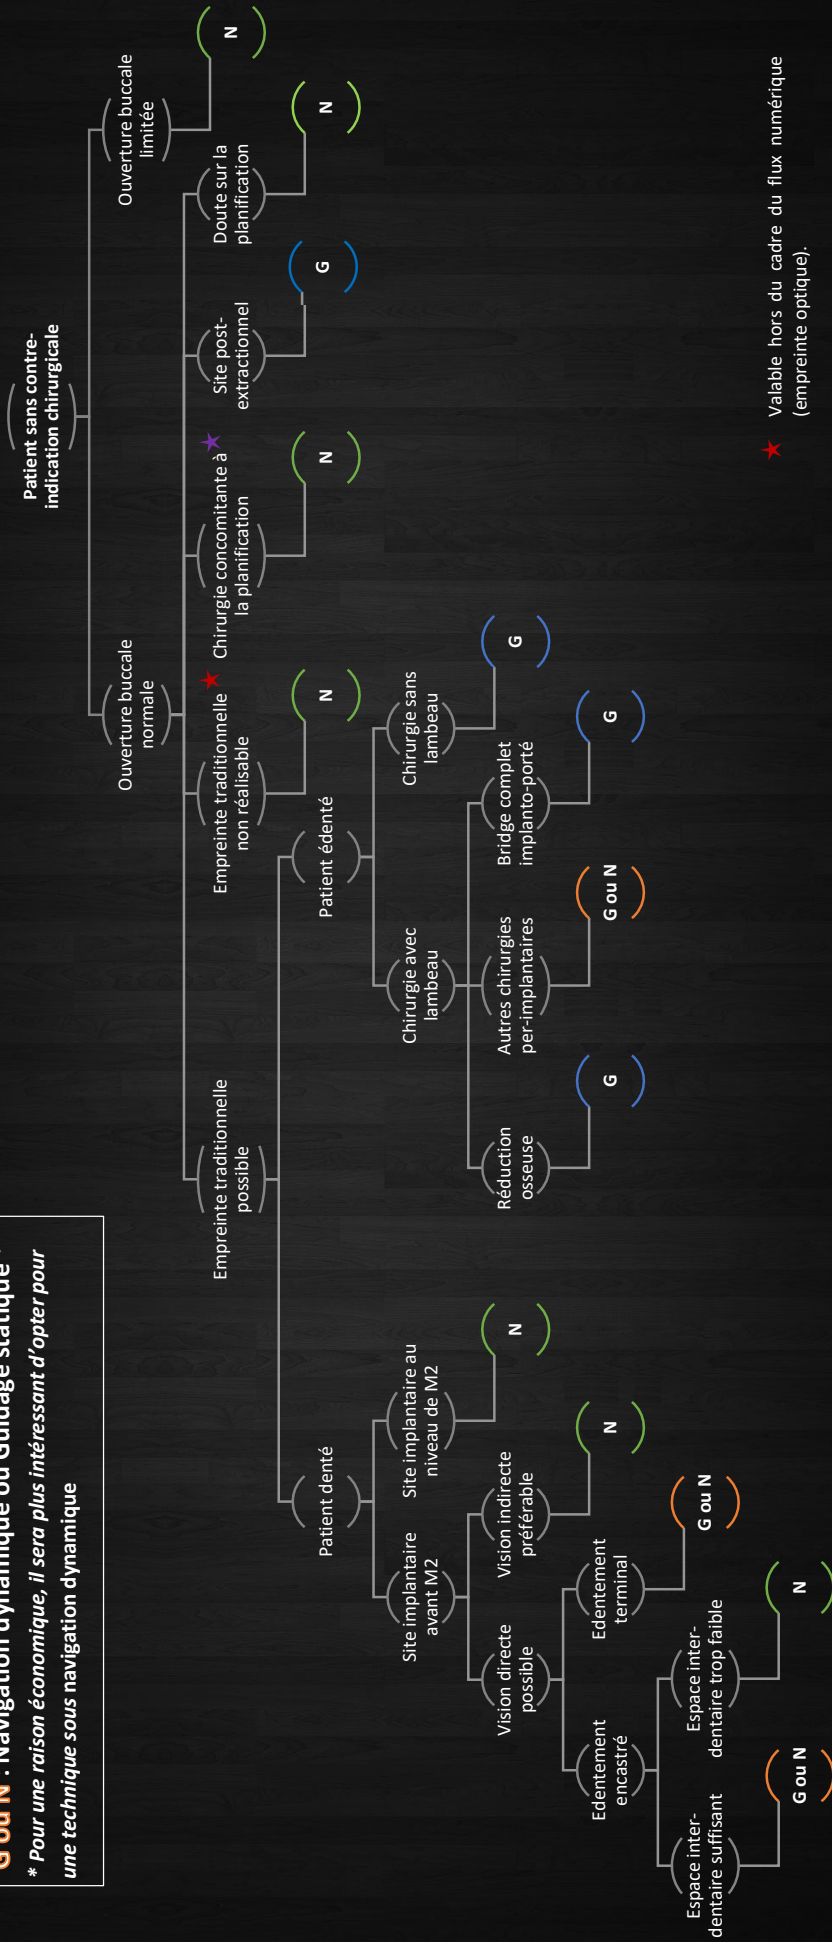 G ou N : Navigation dynamique ou Guidage statique
* Pour une raison économique, il sera plus intéressant d'opter pour
une technique sous navigation dynamique
Patient sans contre-
indication chirurgicale
Ouverture buccale
normale
Ouverture buccale
limitée
N
Empreinte traditionnelle
possible
Empreinte traditionnelle
non réalisable
Chirurgie concomitante à
la planification
Site post-
extractionnel
Doute sur la
planification
N
N
G
N
Patient denté
Patient édenté
Site implantaire
avant M2
Site implantaire au
niveau de M2
Chirurgie avec
lambeau
Chirurgie sans
lambeau
Vision directe
possible
Vision indirecte
préférable
N
Réduction
osseuse
Autres chirurgies
per-implantaires
Bridge complet
implanto-porté
G
Edentement
encastré
Edentement
terminal
N
G
G ou N
G
Espace inter-
dentaire suffisant
Espace inter-
dentaire trop faible
G ou N
G ou N
N
Valable hors du cadre du flux numérique
(empreinte optique).